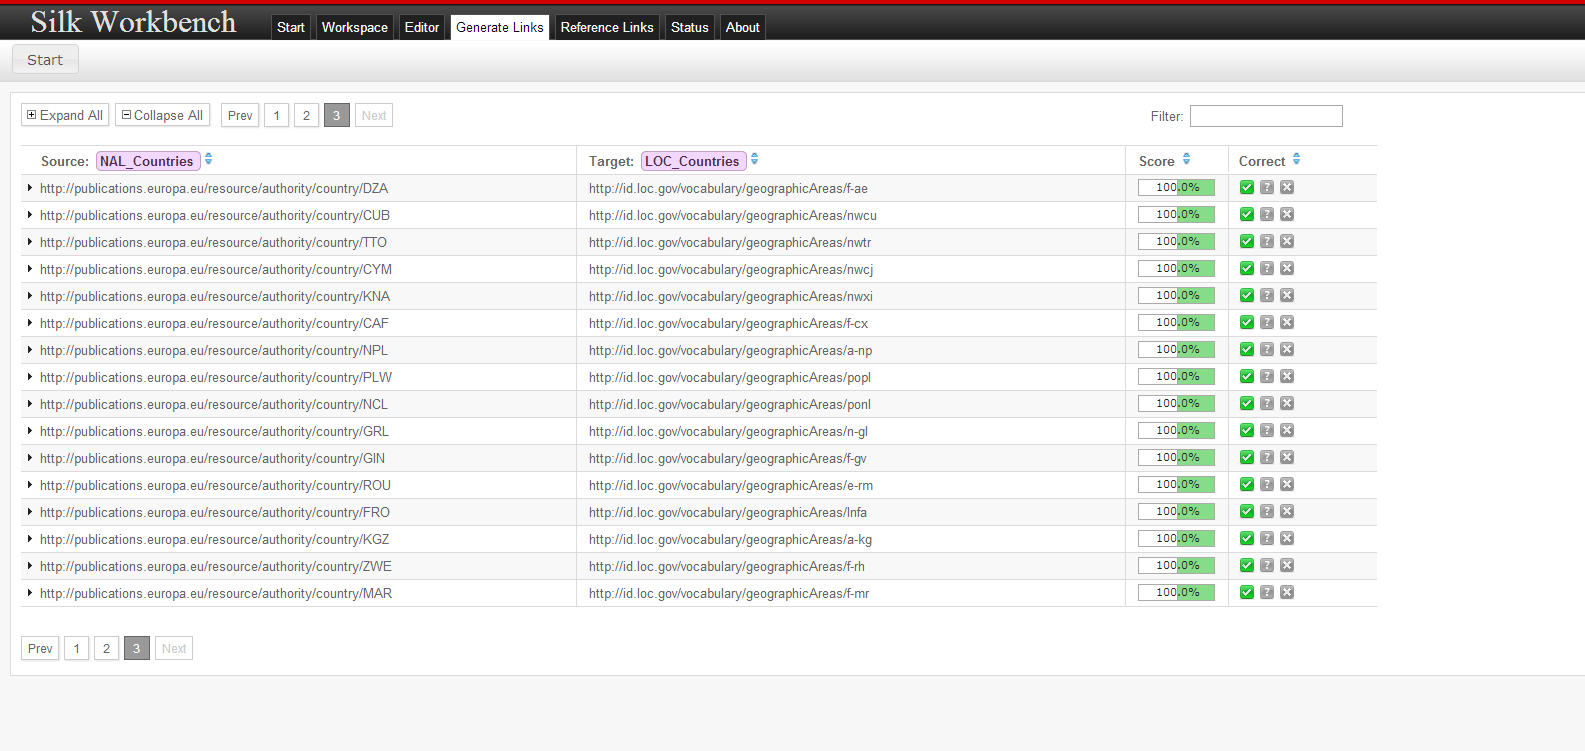 Silk Workbench Start Workspace Editor Generate Links Reference Links Status About
Start
Expand All Collapse All Prev 1 2 3 Next Filter:
Source: NAL_Countries Target: LOC_Countries Score Correct
http://publications.europa.eu/resource/authority/country/DZA http://id.loc.gov/vocabulary/geographicAreas/f-ae 100.0%
http://publications.europa.eu/resource/authority/country/CUB http://id.loc.gov/vocabulary/geographicAreas/nwcu 100.0%
http://publications.europa.eu/resource/authority/country/TTO http://id.loc.gov/vocabulary/geographicAreas/nwtr 100.0%
http://publications.europa.eu/resource/authority/country/CYM http://id.loc.gov/vocabulary/geographicAreas/nwcj 100.0%
http://publications.europa.eu/resource/authority/country/KNA http://id.loc.gov/vocabulary/geographicAreas/nwxi 100.0%
http://publications.europa.eu/resource/authority/country/CAF http://id.loc.gov/vocabulary/geographicAreas/f-cx 100.0%
http://publications.europa.eu/resource/authority/country/NPL http://id.loc.gov/vocabulary/geographicAreas/a-np 100.0%
http://publications.europa.eu/resource/authority/country/PLW http://id.loc.gov/vocabulary/geographicAreas/popl 100.0%
http://publications.europa.eu/resource/authority/country/NCL http://id.loc.gov/vocabulary/geographicAreas/ponl 100.0%
http://publications.europa.eu/resource/authority/country/GRL http://id.loc.gov/vocabulary/geographicAreas/n-gl 100.0%
http://publications.europa.eu/resource/authority/country/GIN http://id.loc.gov/vocabulary/geographicAreas/f-gv 100.0%
http://publications.europa.eu/resource/authority/country/ROU http://id.loc.gov/vocabulary/geographicAreas/e-rm 100.0%
http://publications.europa.eu/resource/authority/country/FRO http://id.loc.gov/vocabulary/geographicAreas/lnfa 100.0%
http://publications.europa.eu/resource/authority/country/KGZ http://id.loc.gov/vocabulary/geographicAreas/a-kg 100.0%
http://publications.europa.eu/resource/authority/country/ZWE http://id.loc.gov/vocabulary/geographicAreas/f-rh 100.0%
http://publications.europa.eu/resource/authority/country/MAR http://id.loc.gov/vocabulary/geographicAreas/f-mr 100.0%
Prev 1 2 3 Next